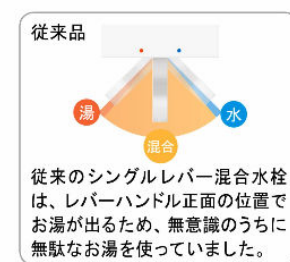 従来品
湯
水
混合
従来のシングルレバー混合水栓
は、レバーハンドル正面の位置で
お湯が出るため、無意識のうちに
無駄なお湯を使っていました。